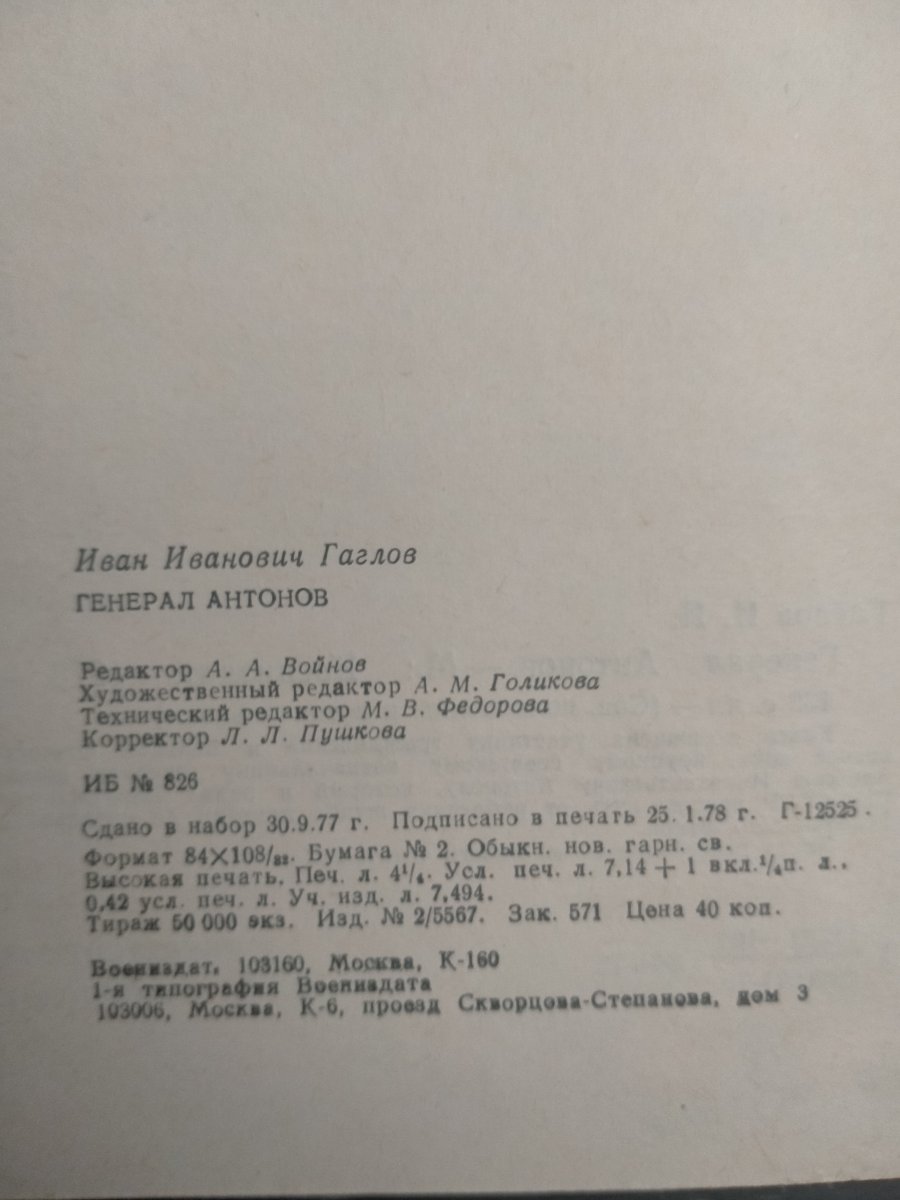 Иван Иванович Гаглов
ГЕНЕРАЛ АНТОНОВ
Редактор А. А. Войнов
Художественный редактор А. М. Голикова
Технический редактор М. В. Федорова
Корректор Л. Л. Пушкова
ИБ № 826
Сдано в набор 30.9.77 г. Подписано в печать 25.1.78 г. Г-12525.
Формат 84×108/32. Бумага № 2. Обыкн. нов. гарн. св.
Высокая печать. Печ. л. 4¹/₄. Усл. печ. л. 7,14 + 1 вкл.¹/₄п. л.,
0,42 усл. печ. л. Уч. изд. л. 7,494.
Тираж 50 000 экз. Изд. № 2/5567. Зак. 571 Цена 40 коп.
Воениздат, 103160, Москва, К-160
1-я типография Воениздата
103006, Москва, К-6, проезд Скворцова-Степанова, дом 3